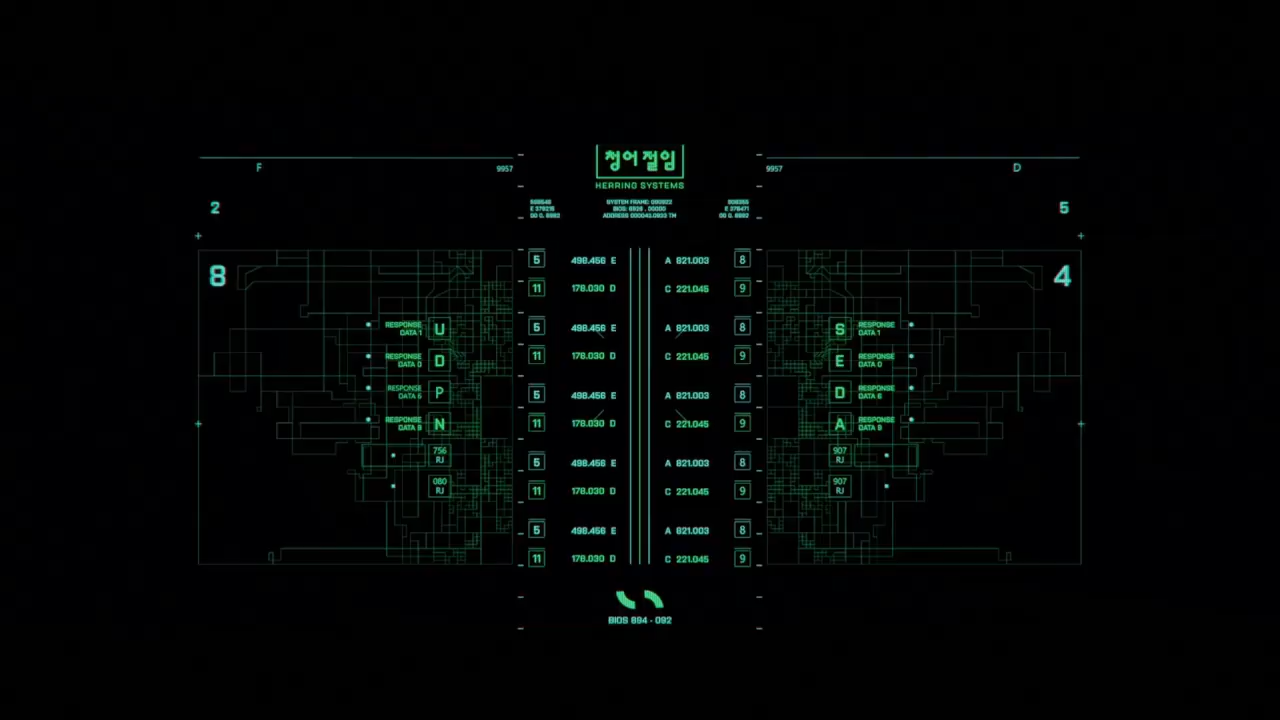 청어절임
HERRING SYSTEMS
F
9957
9957
D
2
5
SYSTEM FRAME: 090922
8
4
5 498.456 E A 821.003 8
11 178.030 D C 221.045 9
5 498.456 E A 821.003 8
11 178.030 D C 221.045 9
5 498.456 E A 821.003 8
11 178.030 D C 221.045 9
5 498.456 E A 821.003 8
11 178.030 D C 221.045 9
5 498.456 E A 821.003 8
11 178.030 D C 221.045 9
RESPONSE
DATA 1
U
RESPONSE
DATA 0
D
RESPONSE
DATA 5
P
RESPONSE
DATA 8
N
756
RJ
080
RJ
S
RESPONSE
DATA 1
E
RESPONSE
DATA 0
D
RESPONSE
DATA 6
A
RESPONSE
DATA 8
907
RJ
907
RJ
BIOS 894 - 092